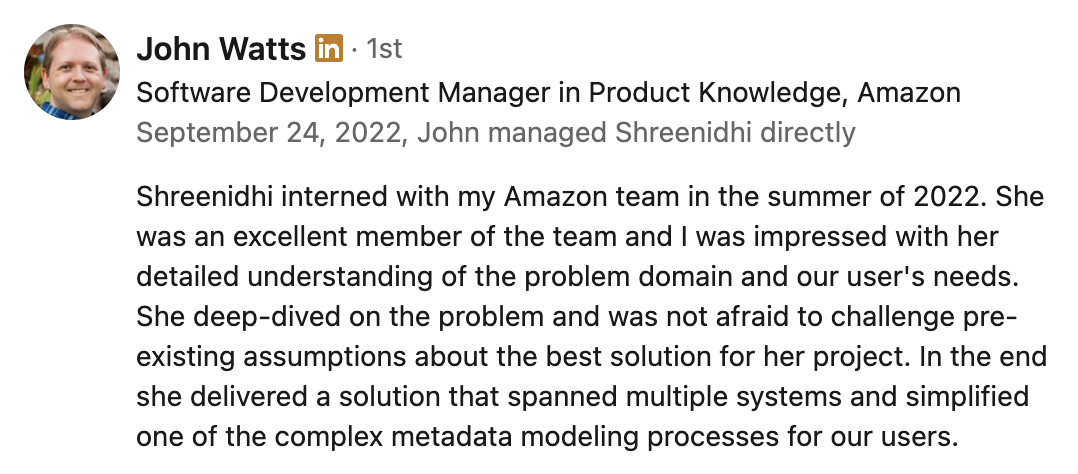 John Watts in · 1st
Software Development Manager in Product Knowledge, Amazon
September 24, 2022, John managed Shreenidhi directly
Shreenidhi interned with my Amazon team in the summer of 2022. She
was an excellent member of the team and I was impressed with her
detailed understanding of the problem domain and our user's needs.
She deep-dived on the problem and was not afraid to challenge pre-
existing assumptions about the best solution for her project. In the end
she delivered a solution that spanned multiple systems and simplified
one of the complex metadata modeling processes for our users.